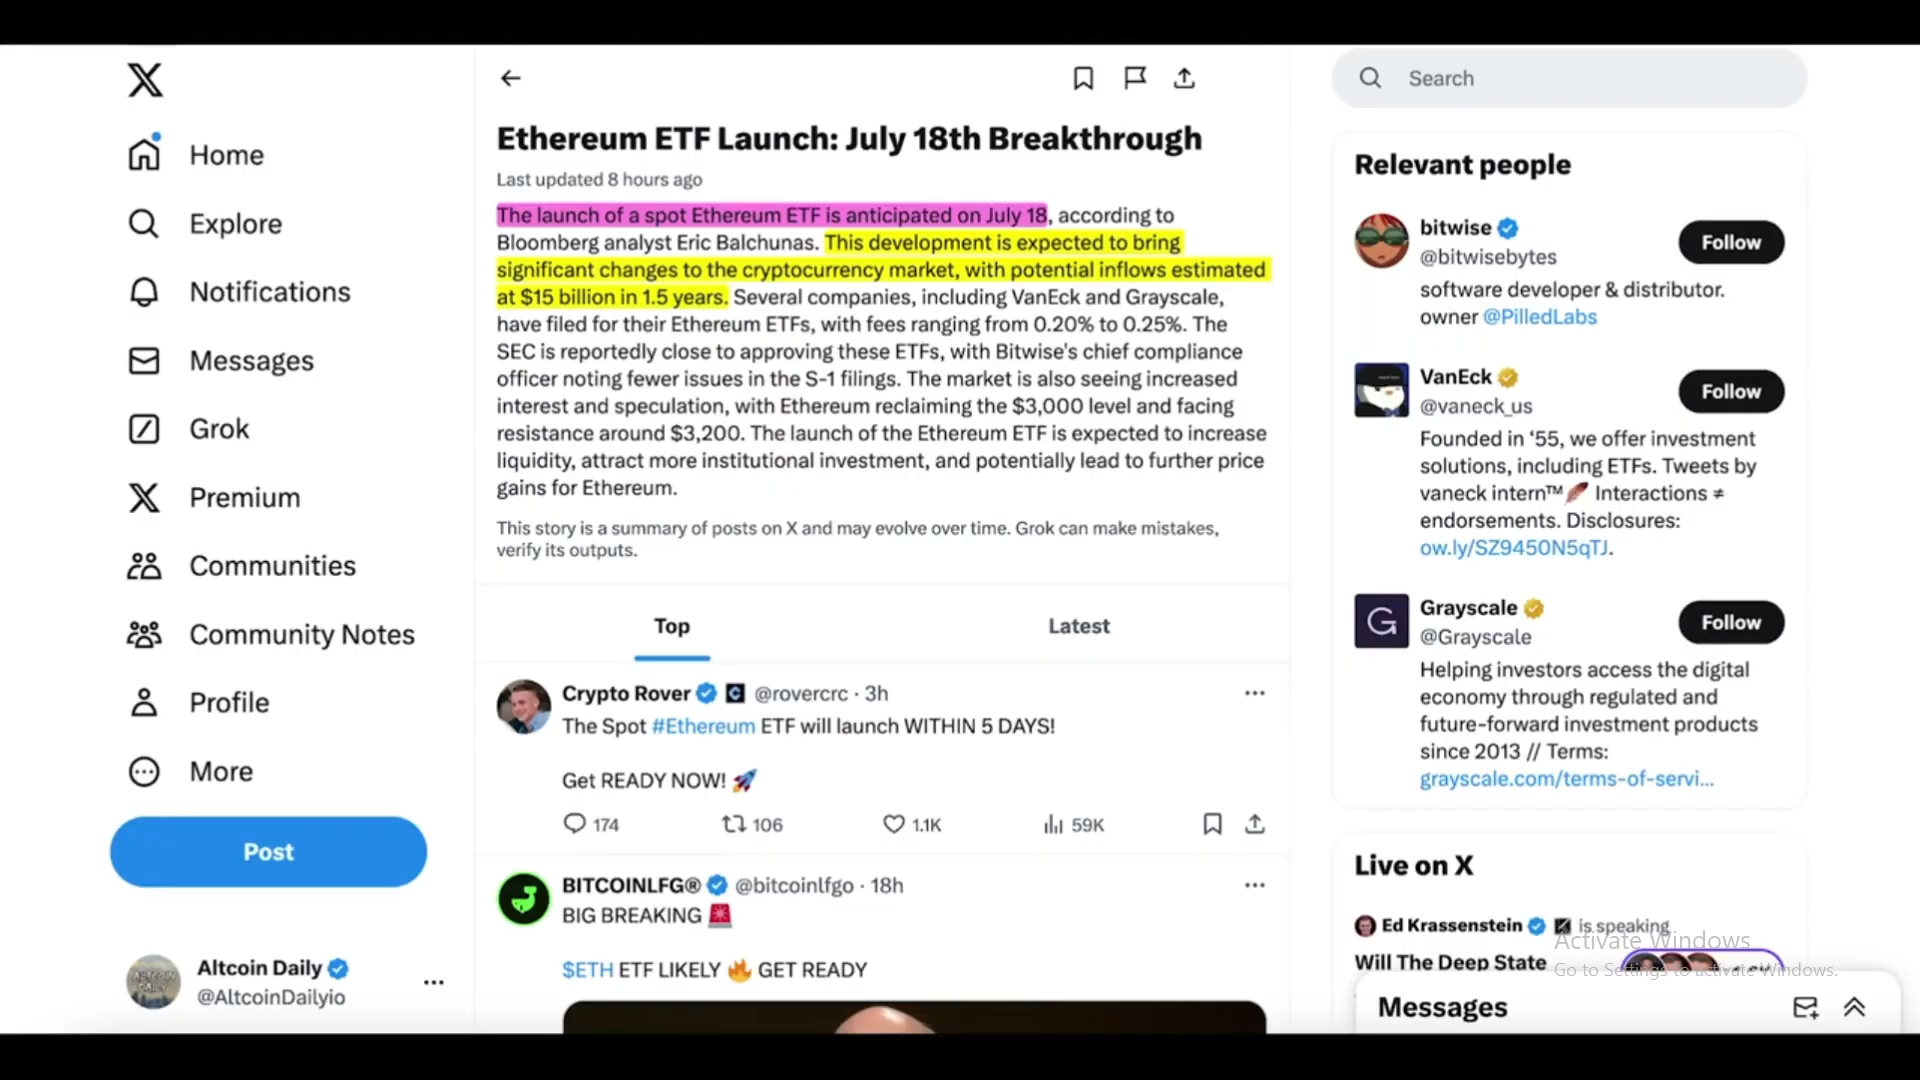 Home
Explore
Notifications
Messages
Grok
Premium
Communities
Community Notes
Profile
More
Post
Altcoin Daily
@AltcoinDailyio
Ethereum ETF Launch: July 18th Breakthrough
Last updated 8 hours ago
The launch of a spot Ethereum ETF is anticipated on July 18, according to
Bloomberg analyst Eric Balchunas. This development is expected to bring
significant changes to the cryptocurrency market, with potential inflows estimated
at $15 billion in 1.5 years. Several companies, including VanEck and Grayscale,
have filed for their Ethereum ETFs, with fees ranging from 0.20% to 0.25%. The
SEC is reportedly close to approving these ETFs, with Bitwise's chief compliance
officer noting fewer issues in the S-1 filings. The market is also seeing increased
interest and speculation, with Ethereum reclaiming the $3,000 level and facing
resistance around $3,200. The launch of the Ethereum ETF is expected to increase
liquidity, attract more institutional investment, and potentially lead to further price
gains for Ethereum.
This story is a summary of posts on X and may evolve over time. Grok can make mistakes,
verify its outputs.
Top Latest
Crypto Rover @rovercrc · 3h
The Spot #Ethereum ETF will launch WITHIN 5 DAYS!
Get READY NOW! 🚀
174 106 1.1K 59K
BITCOINLFG® @bitcoinlfgo · 18h
BIG BREAKING 🚨
$ETH ETF LIKELY 🔥 GET READY
Search
Relevant people
bitwise
@bitwisebytes
Follow
software developer & distributor.
owner @PilledLabs
VanEck
@vaneck_us
Follow
Founded in ‘55, we offer investment
solutions, including ETFs. Tweets by
vaneck intern™🪶 Interactions ≠
endorsements. Disclosures:
ow.ly/SZ9450N5qTJ.
Grayscale
@Grayscale
Follow
Helping investors access the digital
economy through regulated and
future-forward investment products
since 2013 // Terms:
grayscale.com/terms-of-servi...
Live on X
Ed Krassenstein is speaking
Will The Deep State
Activate Windows
Go to Settings to activate Windows.
Messages